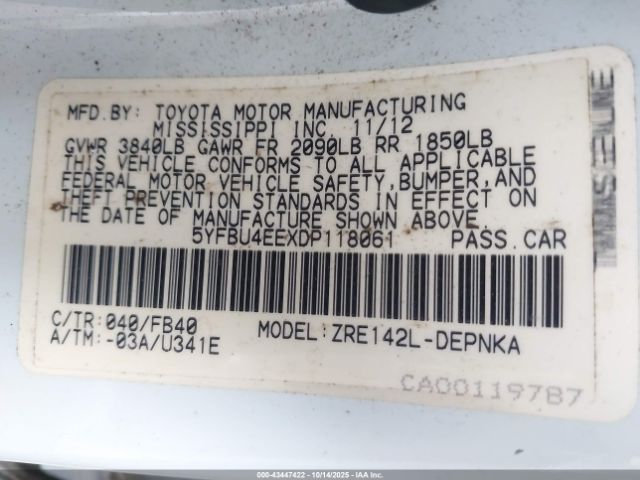 MFD.BY: TOYOTA MOTOR MANUFACTURING
MISSISSIPPI INC. 11/12
GVWR 3840LB GAWR FR 2090LB RR 1850LB
THIS VEHICLE CONFORMS TO ALL APPLICABLE
FEDERAL MOTOR VEHICLE SAFETY,BUMPER,AND
THEFT PREVENTION STANDARDS IN EFFECT ON
THE DATE OF MANUFACTURE SHOWN ABOVE.
5YFBU4EEXDP118061 PASS.CAR
C/TR:040/FB40 MODEL:ZRE142L-DEPNKA
A/TM:-03A/U341E
CA00119787
000-43447422 - 10/14/2025 - IAA Inc.